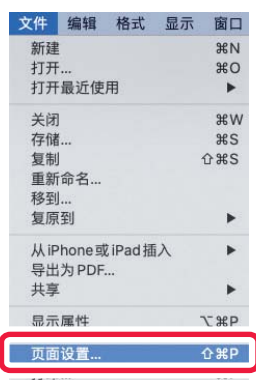 文件 编辑 格式 显示 窗口
新建 ⌘N
打开... ⌘O
打开最近使用 ▶
关闭 ⌘W
存储... ⌘S
复制 ⇧⌘S
重新命名...
移到...
复原到 ▶
从iPhone或iPad插入 ▶
导出为PDF...
共享 ▶
显示属性 ⌥⌘P
页面设置... ⇧⌘P